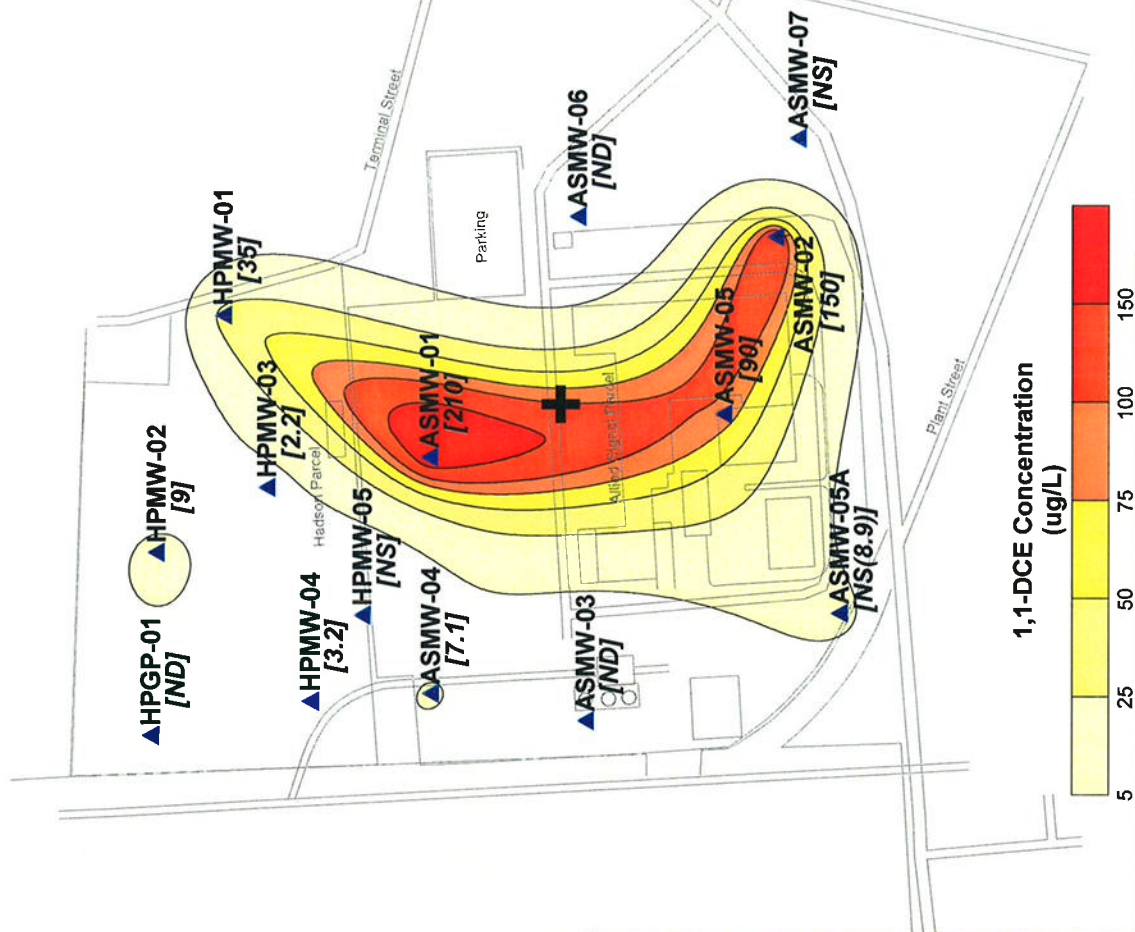 Terminal Street
ASMW-07
[NS]
ASMW-06
[ND]
HPMW-01
[35]
Parking
HPMW-03
[2.2]
HPMW-02
[9]
Hadson Parcel
ASMW-01
[210]
ASMW-05
[90]
ASMW-02
[150]
Allied Signal Parcel
HPMW-05
[NS]
HPMW-04
[3.2]
HPGP-01
[ND]
ASMW-04
[7.1]
ASMW-03
[ND]
ASMW-05A
[NS(8.9)]
Plant Street
1,1-DCE Concentration
(ug/L)
5 25 50 75 100 150